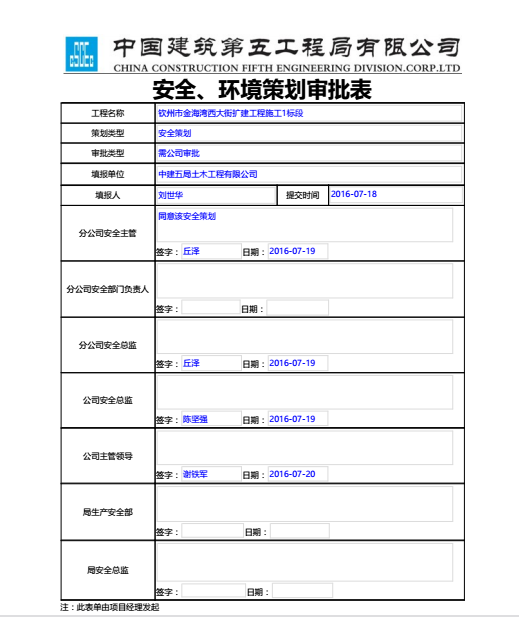 中国建筑第五工程局有限公司
CHINA CONSTRUCTION FIFTH ENGINEERING DIVISION.CORP.LTD
安全、环境策划审批表
工程名称 钦州市金海湾西大街扩建工程施工1标段
策划类型 安全策划
审批类型 需公司审批
填报单位 中建五局土木工程有限公司
填报人 刘世华 提交时间 2016-07-18
分公司安全主管 同意该安全策划
签字： 丘泽 日期： 2016-07-19
分公司安全部门负责人
签字： 日期：
分公司安全总监
签字： 丘泽 日期： 2016-07-19
公司安全总监
签字： 陈坚强 日期： 2016-07-19
公司主管领导
签字： 谢铁军 日期： 2016-07-20
局生产安全部
签字： 日期：
局安全总监
签字： 日期：
注：此表单由项目经理发起